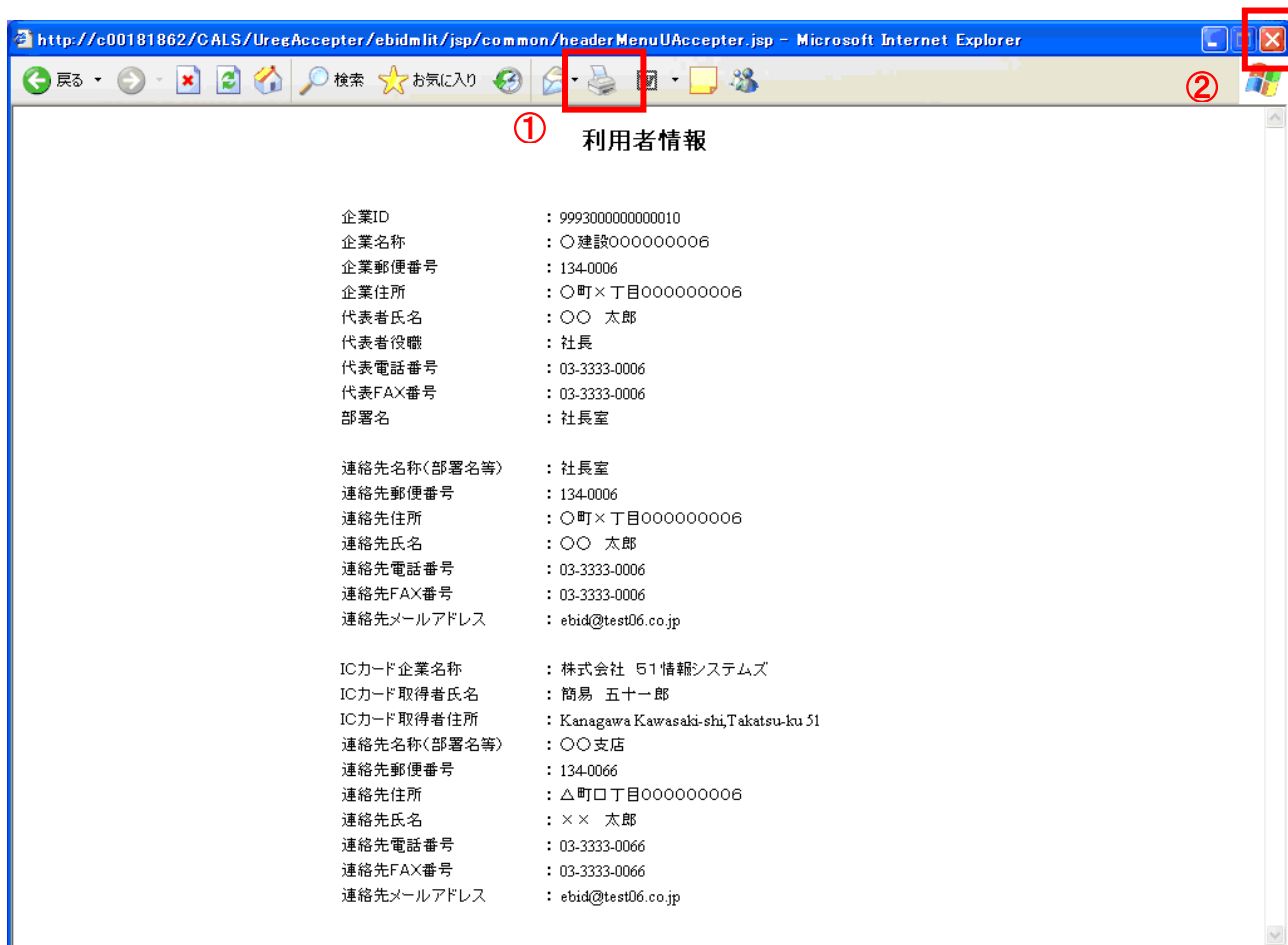 http://c00181862/CALS/UregAccepter/ebidmlit/jsp/common/headerMenuUAccepter.jsp - Microsoft Internet Explorer
戻る 検索 お気に入り
① ②
利用者情報
企業ID : 9993000000000010
企業名称 : 〇建設000000006
企業郵便番号 : 134-0006
企業住所 : 〇町×丁目000000006
代表者氏名 : 〇〇 太郎
代表者役職 : 社長
代表電話番号 : 03-3333-0006
代表FAX番号 : 03-3333-0006
部署名 : 社長室
連絡先名称(部署名等) : 社長室
連絡先郵便番号 : 134-0006
連絡先住所 : 〇町×丁目000000006
連絡先氏名 : 〇〇 太郎
連絡先電話番号 : 03-3333-0006
連絡先FAX番号 : 03-3333-0006
連絡先メールアドレス : ebid@test06.co.jp
ICカード企業名称 : 株式会社 51情報システムズ
ICカード取得者氏名 : 簡易 五十一郎
ICカード取得者住所 : Kanagawa Kawasaki-shi,Takatsu-ku 51
連絡先名称(部署名等) : 〇〇支店
連絡先郵便番号 : 134-0066
連絡先住所 : △町口丁目000000006
連絡先氏名 : ×× 太郎
連絡先電話番号 : 03-3333-0066
連絡先FAX番号 : 03-3333-0066
連絡先メールアドレス : ebid@test06.co.jp